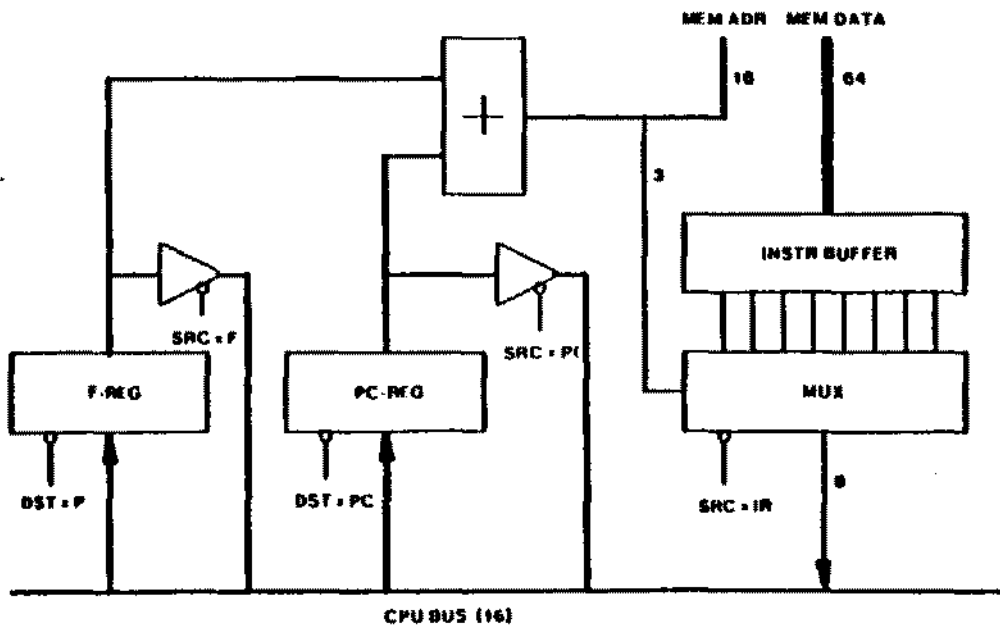 MEM ADR MEM DATA
16
64
3
INSTR BUFFER
SRC = F
SRC = PC
F-REG
PC-REG
MUX
DST = F
DST = PC
SRC = IR
8
CPU BUS (16)